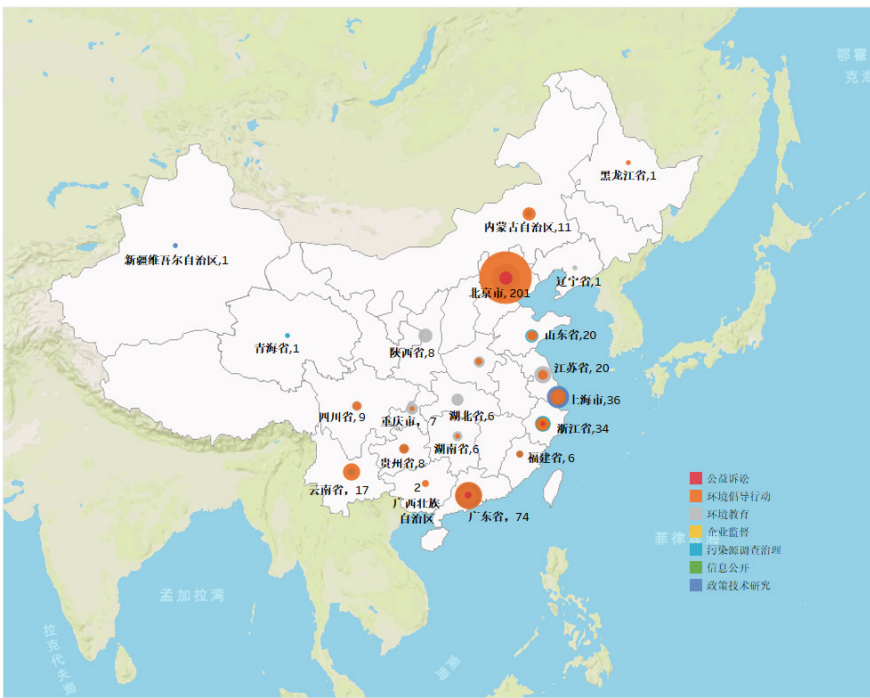 鄂霍
克海
黑龙江省,1
内蒙古自治区,11
新疆维吾尔自治区,1
辽宁省,1
北京市,201
山东省,20
青海省,1
陕西省,8
江苏省,20
上海市,36
四川省,9
重庆市，7
湖北省,6
浙江省,34
湖南省,6
贵州省,8
福建省,6
云南省，17
2
广西壮族
自治区
广东省，74
公益诉讼
环境倡导行动
环境教育
企业监督
污染源调查治理
信息公开
政策技术研究
菲律
孟加拉湾
拉克代夫海